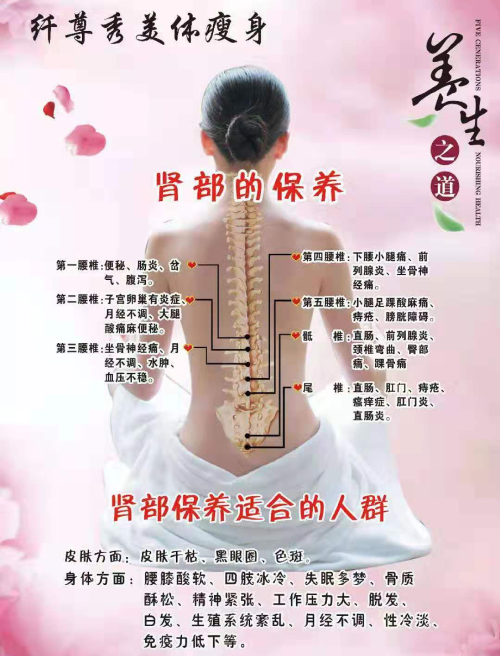 纤尊秀美体瘦身
养生之道
FIVE CENERATIONS
NOURISHING HEALTH
肾部的保养
第一腰椎:便秘、肠炎、岔
气、腹泻。
第二腰椎:子宫卵巢有炎症、
月经不调、大腿
酸痛麻便秘。
第三腰椎:坐骨神经痛、月
经不调、水肿、
血压不稳。
第四腰椎:下腰小腿痛、前
列腺炎、坐骨神
经痛。
第五腰椎:小腿足踝酸麻痛、
痔疮、膀胱障碍。
骶 椎:直肠、前列腺炎、
颈椎弯曲、臀部
痛、踝骨痛
尾 椎:直肠、肛门、痔疮、
瘙痒症、肛门炎、
直肠炎。
肾部保养适合的人群
皮肤方面:皮肤干枯、黑眼圈、色斑。
身体方面:腰膝酸软、四肢冰冷、失眠多梦、骨质
酥松、精神紧张、工作压力大、脱发、
白发、生殖系统紊乱、月经不调、性冷淡、
免疫力低下等。